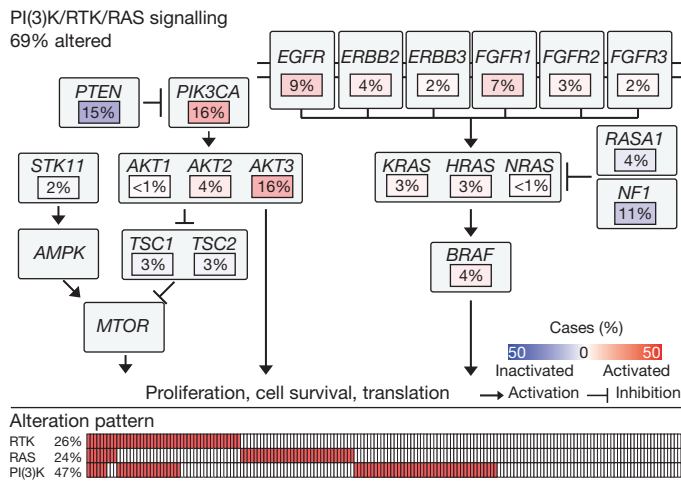 PI(3)K/RTK/RAS signalling
69% altered
EGFR ERBB2 ERBB3 FGFR1 FGFR2 FGFR3
9% 4% 2% 7% 3% 2%
PTEN PIK3CA
15% 16%
RASA1
4%
STK11 AKT1 AKT2 AKT3 KRAS HRAS NRAS
2% <1% 4% 16% 3% 3% <1%
NF1
11%
AMPK TSC1 TSC2 BRAF
3% 3% 4%
MTOR
Cases (%)
50 0 50
Inactivated Activated
Proliferation, cell survival, translation
Activation Inhibition
Alteration pattern
RTK 26%
RAS 24%
PI(3)K 47%